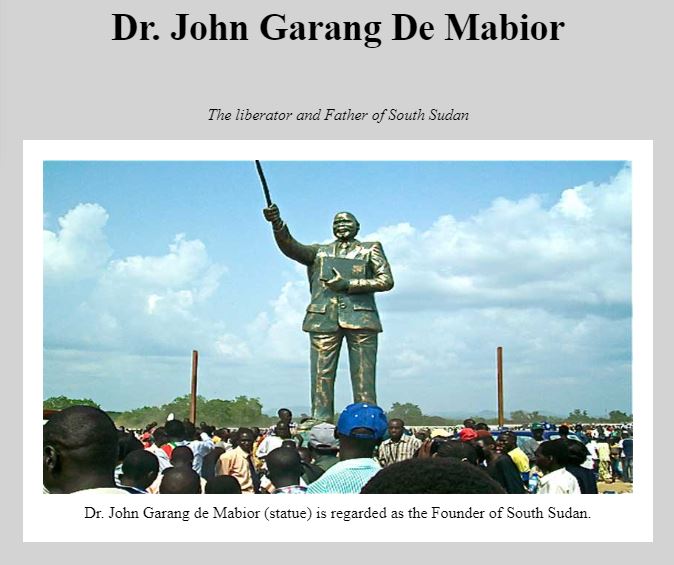 Dr. John Garang De Mabior
The liberator and Father of South Sudan
Dr. John Garang de Mabior (statue) is regarded as the Founder of South Sudan.